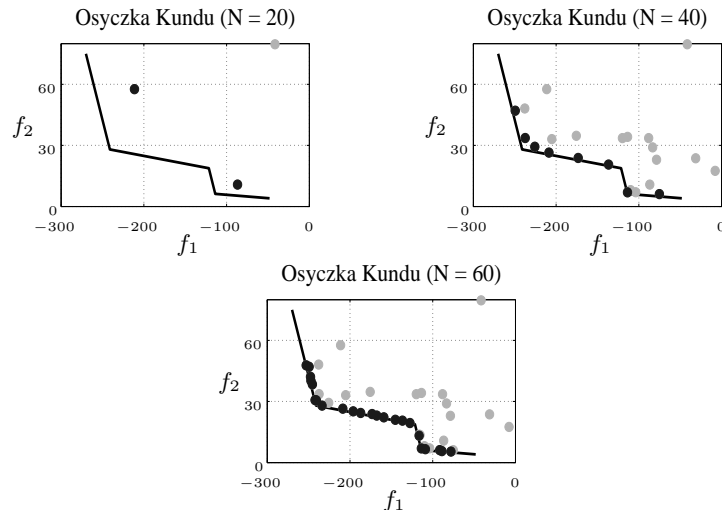 Osyczka Kundu (N = 20)
60
f2
30
0
−300 −200 −100 0
f1
Osyczka Kundu (N = 40)
60
f2
30
0
−300 −200 −100 0
f1
Osyczka Kundu (N = 60)
60
f2
30
0
−300 −200 −100 0
f1